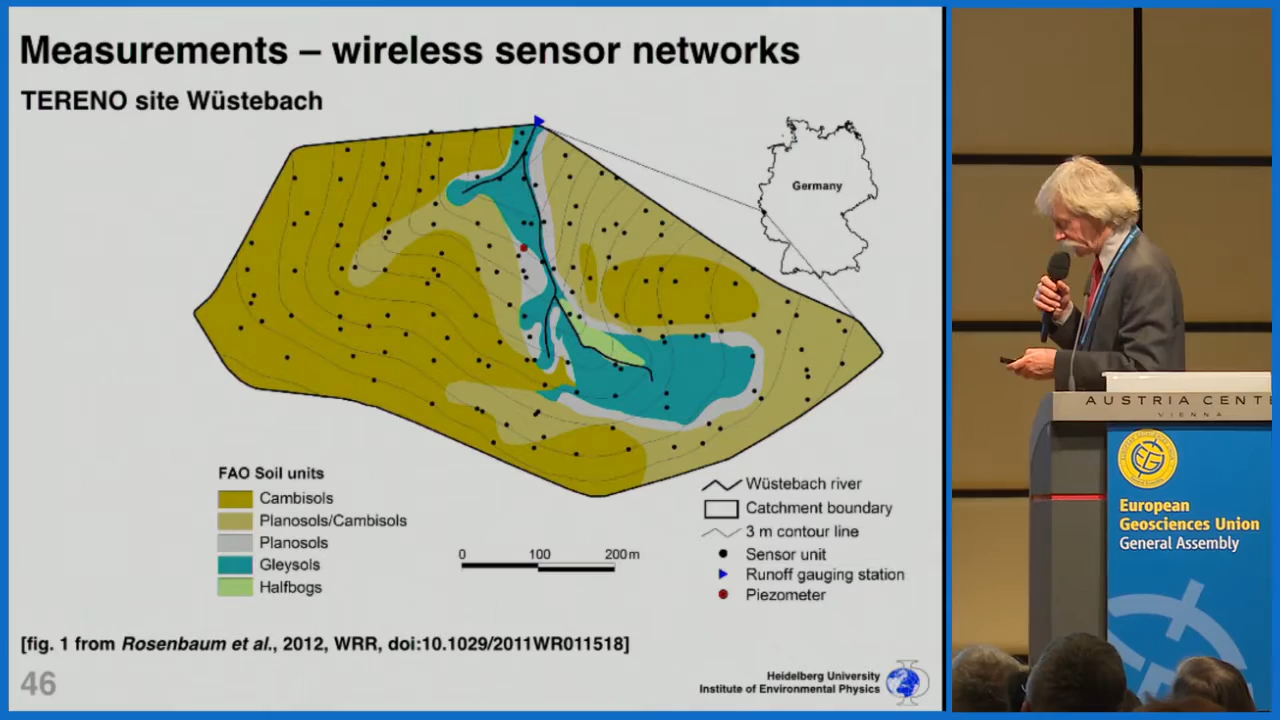 Measurements – wireless sensor networks
TERENO site Wüstebach
Germany
FAO Soil units
Cambisols
Planosols/Cambisols
Planosols
Gleysols
Halfbogs
0 100 200 m
Wüstebach river
Catchment boundary
3 m contour line
Sensor unit
Runoff gauging station
Piezometer
[fig. 1 from Rosenbaum et al., 2012, WRR, doi:10.1029/2011WR011518]
46
Heidelberg University
Institute of Environmental Physics
AUSTRIA CENT
VIENNA
European
Geosciences Union
General Assembly